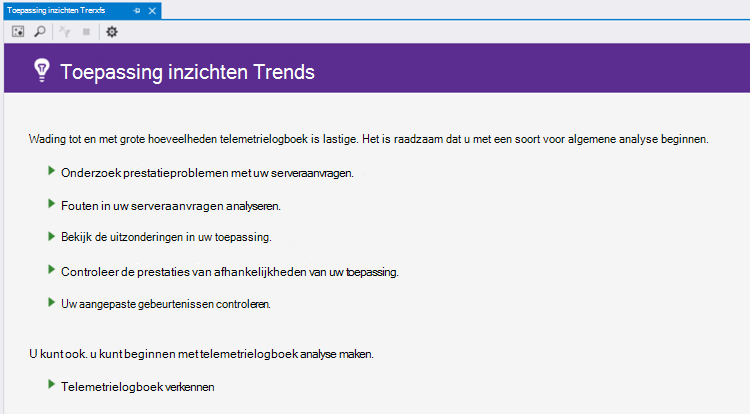 Toepassing inzichten Trends
Toepassing inzichten Trends
Wading tot en met grote hoeveelheden telemetrielogboek is lastige. Het is raadzaam dat u met een soort voor algemene analyse beginnen.
Onderzoek prestatieproblemen met uw serveraanvragen.
Fouten in uw serveraanvragen analyseren.
Bekijk de uitzonderingen in uw toepassing.
Controleer de prestaties van afhankelijkheden van uw toepassing.
Uw aangepaste gebeurtenissen controleren.
U kunt ook. u kunt beginnen met telemetrielogboek analyse maken.
Telemetrielogboek verkennen